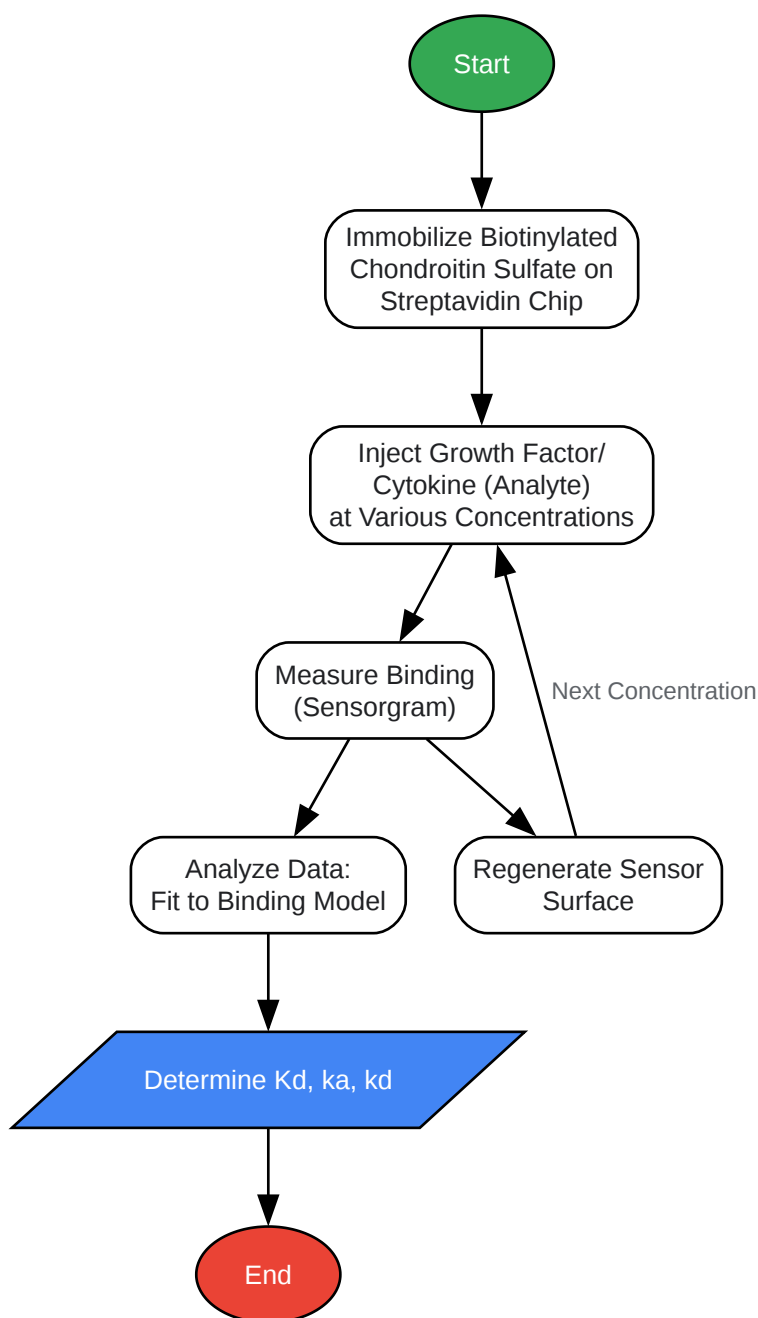 Start
Immobilize Biotinylated
Chondroitin Sulfate on
Streptavidin Chip
Inject Growth Factor/
Cytokine (Analyte)
at Various Concentrations
Measure Binding
(Sensorgram)
Next Concentration
Analyze Data:
Fit to Binding Model
Regenerate Sensor
Surface
Determine Kd, ka, kd
End